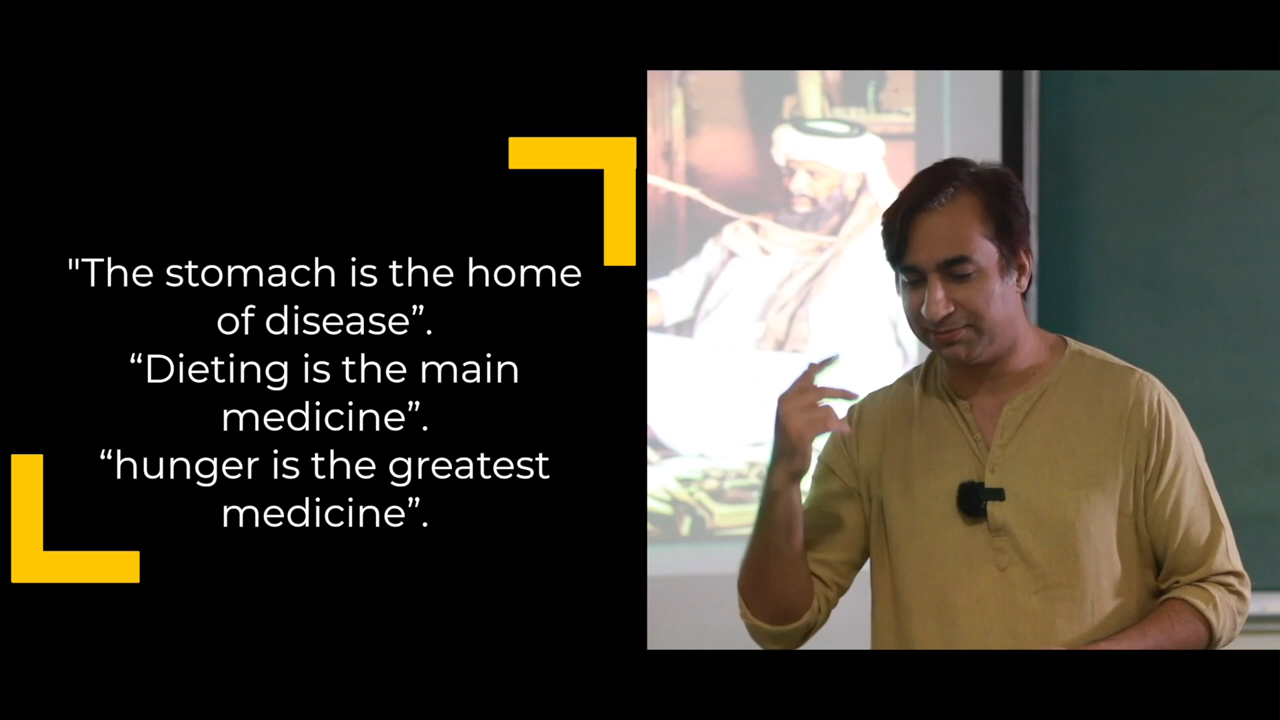 "The stomach is the home
of disease”.
“Dieting is the main
medicine”.
“hunger is the greatest
medicine”.